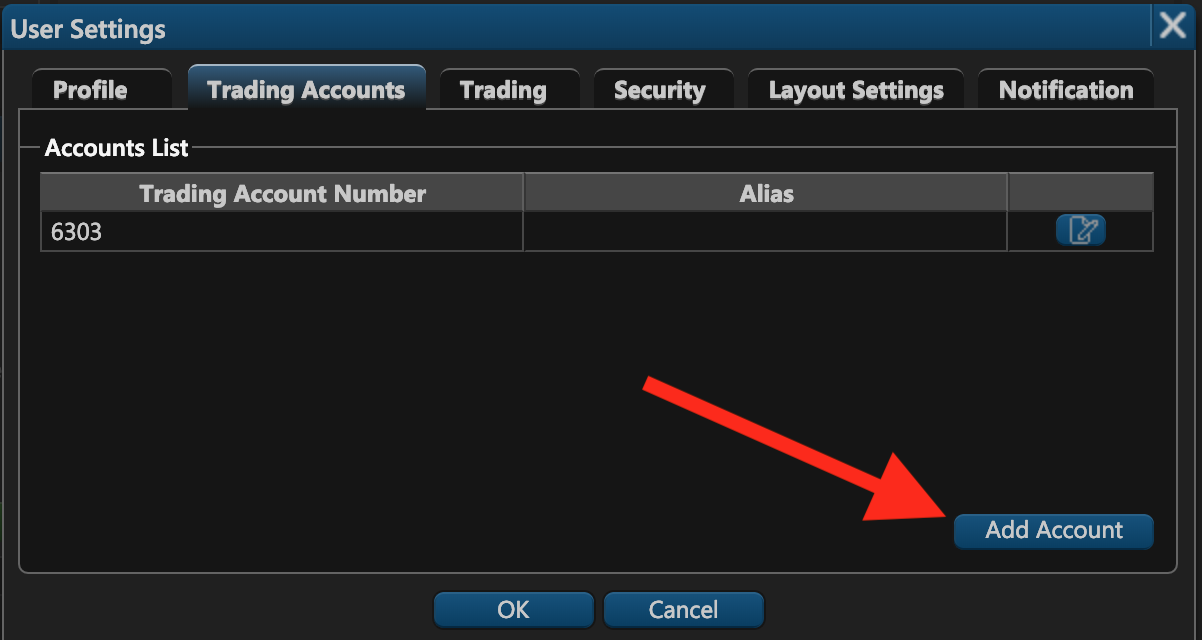 User Settings
Profile Trading Accounts Trading Security Layout Settings Notification
Accounts List
Trading Account Number Alias
6303
Add Account
OK Cancel